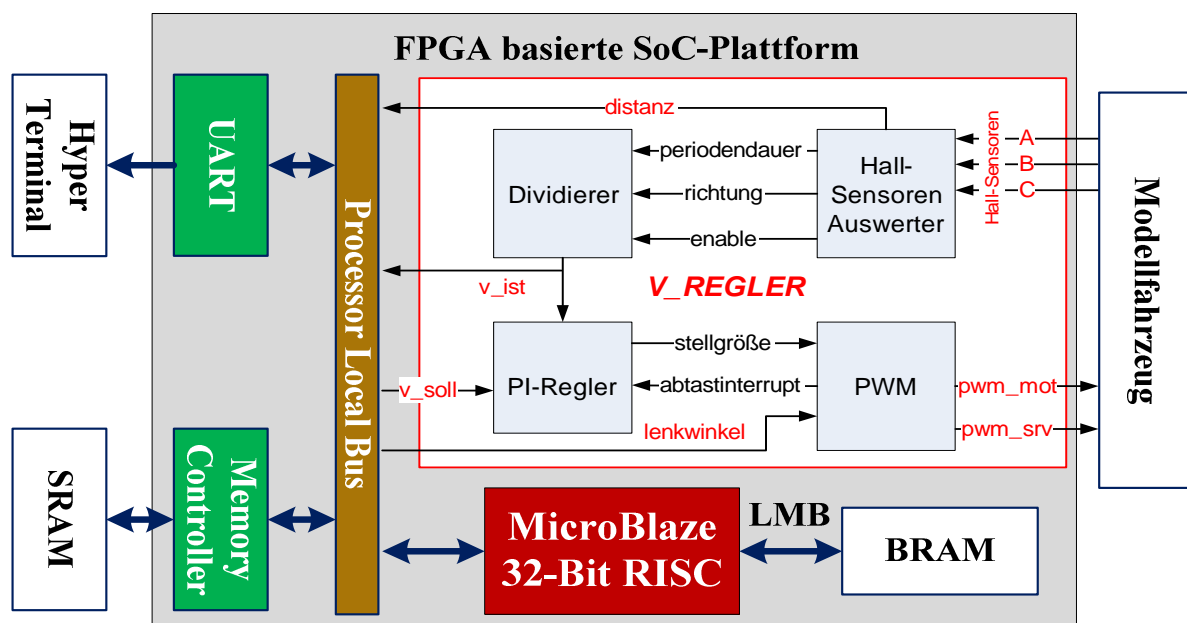 FPGA basierte SoC-Plattform
Hyper
Terminal
UART
Processor Local Bus
distanz
periodendauer
richtung
enable
Dividierer
Hall-
Sensoren
Auswerter
Hall-Sensoren
A
B
C
Modellfahrzeug
v_ist
V_REGLER
v_soll
PI-Regler
stellgröße
abtastinterrupt
lenkwinkel
PWM
pwm_mot
pwm_srv
SRAM
Memory
Controller
MicroBlaze
32-Bit RISC
LMB
BRAM